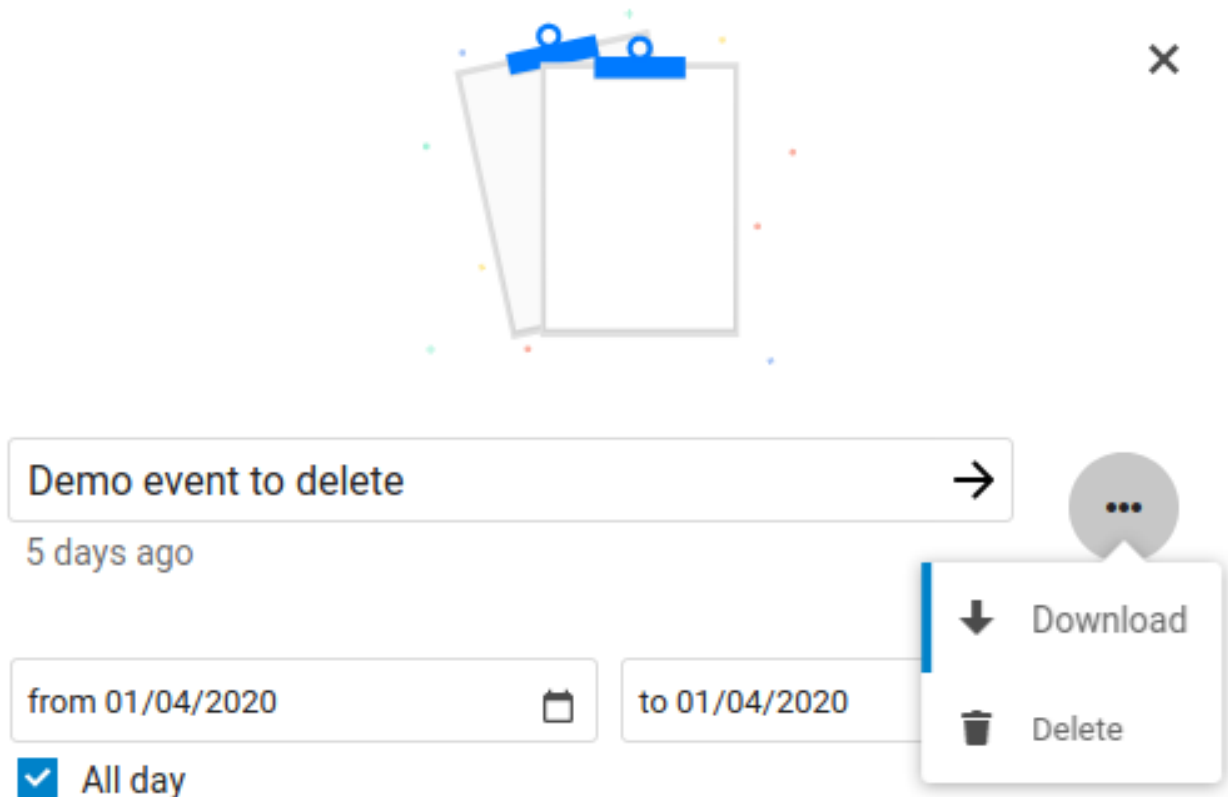 Demo event to delete
5 days ago
Download
from 01/04/2020
to 01/04/2020
Delete
All day